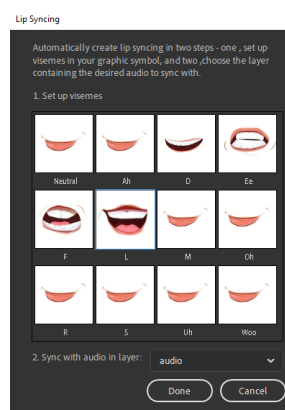 Lip Syncing
Automatically create lip syncing in two steps - one , set up
visemes in your graphic symbol, and two ,choose the layer
containing the desired audio to sync with.
1. Set up visemes
Neutral Ah D Ee
F L M Oh
R S Uh Woo
2. Sync with audio in layer: audio
Done Cancel